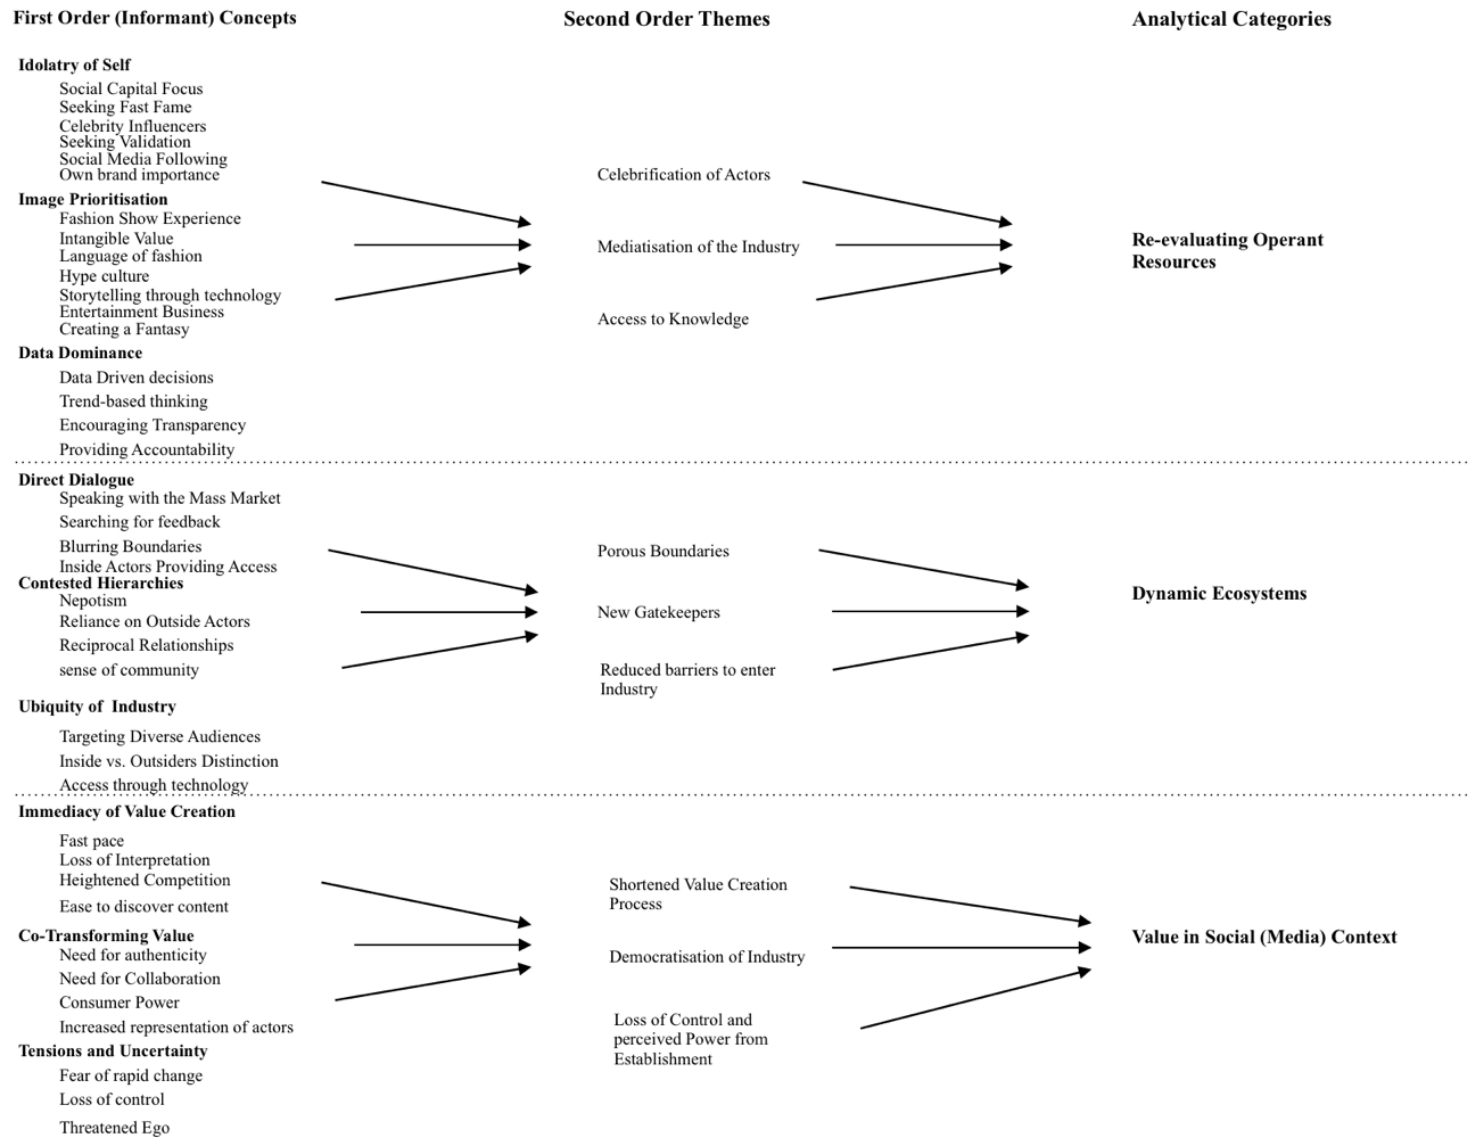 First Order (Informant) Concepts
Second Order Themes
Analytical Categories
Idolatry of Self
Social Capital Focus
Seeking Fast Fame
Celebrity Influencers
Seeking Validation
Social Media Following
Own brand importance
Image Prioritisation
Fashion Show Experience
Intangible Value
Language of fashion
Hype culture
Storytelling through technology
Entertainment Business
Creating a Fantasy
Data Dominance
Data Driven decisions
Trend-based thinking
Encouraging Transparency
Providing Accountability
Celebrification of Actors
Mediatisation of the Industry
Access to Knowledge
Re-evaluating Operant
Resources
Direct Dialogue
Speaking with the Mass Market
Searching for feedback
Blurring Boundaries
Inside Actors Providing Access
Contested Hierarchies
Nepotism
Reliance on Outside Actors
Reciprocal Relationships
sense of community
Ubiquity of Industry
Targeting Diverse Audiences
Inside vs. Outsiders Distinction
Access through technology
Porous Boundaries
New Gatekeepers
Reduced barriers to enter
Industry
Dynamic Ecosystems
Immediacy of Value Creation
Fast pace
Loss of Interpretation
Heightened Competition
Ease to discover content
Co-Transforming Value
Need for authenticity
Need for Collaboration
Consumer Power
Increased representation of actors
Tensions and Uncertainty
Fear of rapid change
Loss of control
Threatened Ego
Shortened Value Creation
Process
Democratisation of Industry
Loss of Control and
perceived Power from
Establishment
Value in Social (Media) Context